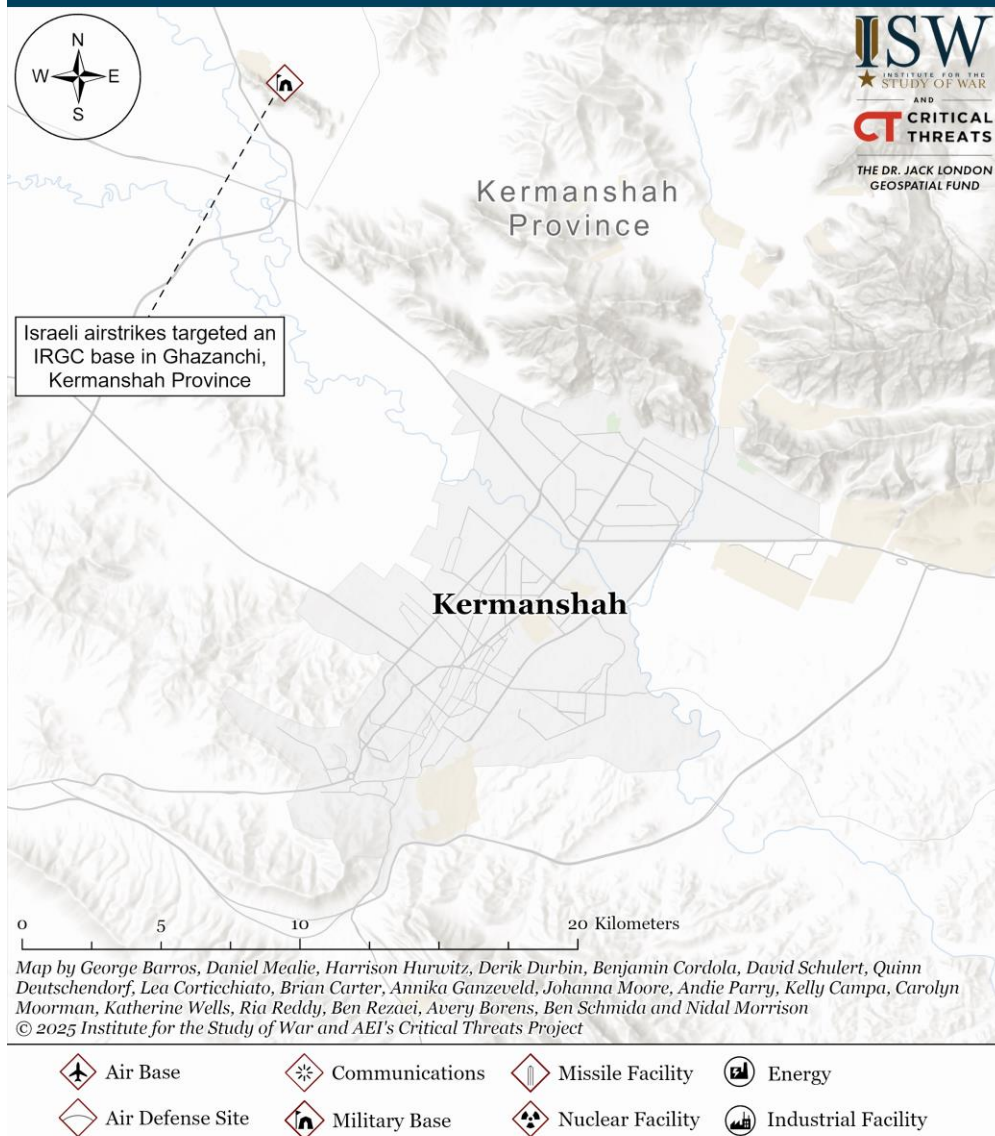 N
W E
S
ISW
INSTITUTE FOR THE
STUDY OF WAR
AND
CT CRITICAL
THREATS
THE DR. JACK LONDON
GEOSPATIAL FUND
Kermanshah
Province
Israeli airstrikes targeted an
IRGC base in Ghazanchi,
Kermanshah Province
Kermanshah
0 5 10 20 Kilometers
Map by George Barros, Daniel Mealie, Harrison Hurwitz, Derik Durbin, Benjamin Cordola, David Schulert, Quinn
Deutschendorf, Lea Corticchiato, Brian Carter, Annika Ganzeveld, Johanna Moore, Andie Parry, Kelly Campa, Carolyn
Moorman, Katherine Wells, Ria Reddy, Ben Rezaei, Avery Borens, Ben Schmida and Nidal Morrison
© 2025 Institute for the Study of War and AEI's Critical Threats Project
Air Base Communications Missile Facility Energy
Air Defense Site Military Base Nuclear Facility Industrial Facility